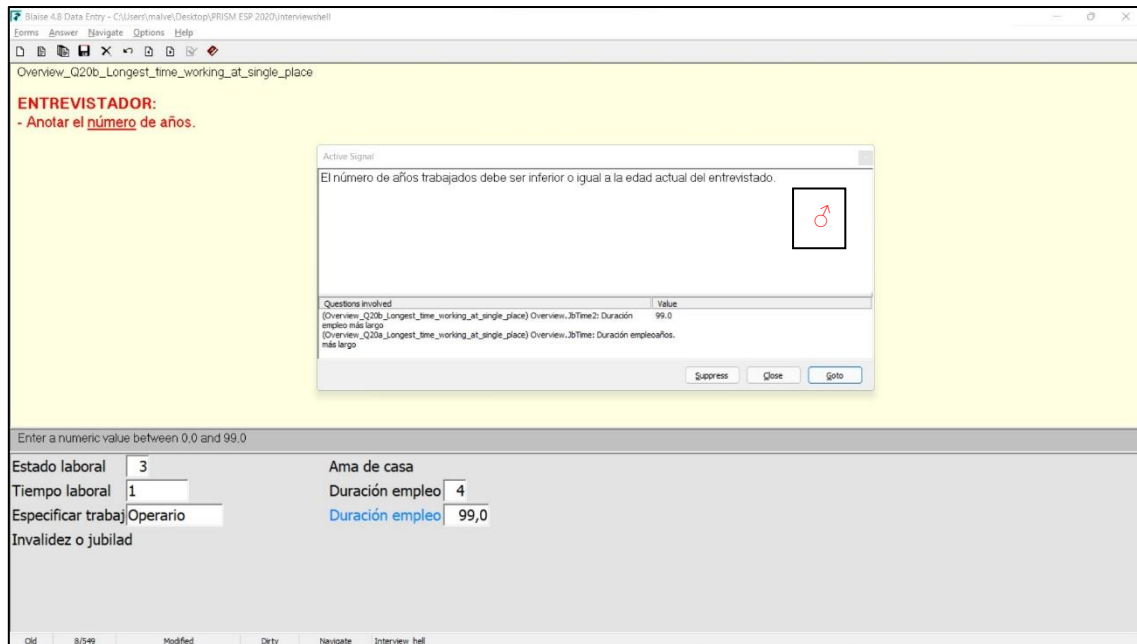 Blaise 4.8 Data Entry - C:\Users\malve\Desktop\PRISM ESP 2020\interviewshell
Forms Answer Navigate Options Help
Overview_Q20b_Longest_time_working_at_single_place
ENTREVISTADOR:
- Anotar el número de años.
Active Signal
El número de años trabajados debe ser inferior o igual a la edad actual del entrevistado.
♂
Questions involved Value
(Overview_Q20b_Longest_time_working_at_single_place) Overview.JbTime2: Duración 99.0
empleo más largo
(Overview_Q20a_Longest_time_working_at_single_place) Overview.JbTime: Duración empleoaños.
más largo
Suppress Close Goto
Enter a numeric value between 0,0 and 99,0
Estado laboral 3 Ama de casa
Tiempo laboral 1 Duración empleo 4
Especificar trabaj Operario Duración empleo 99,0
Invalidez o jubilad
Old 8/549 Modified Dirty Navigate Interview_hell